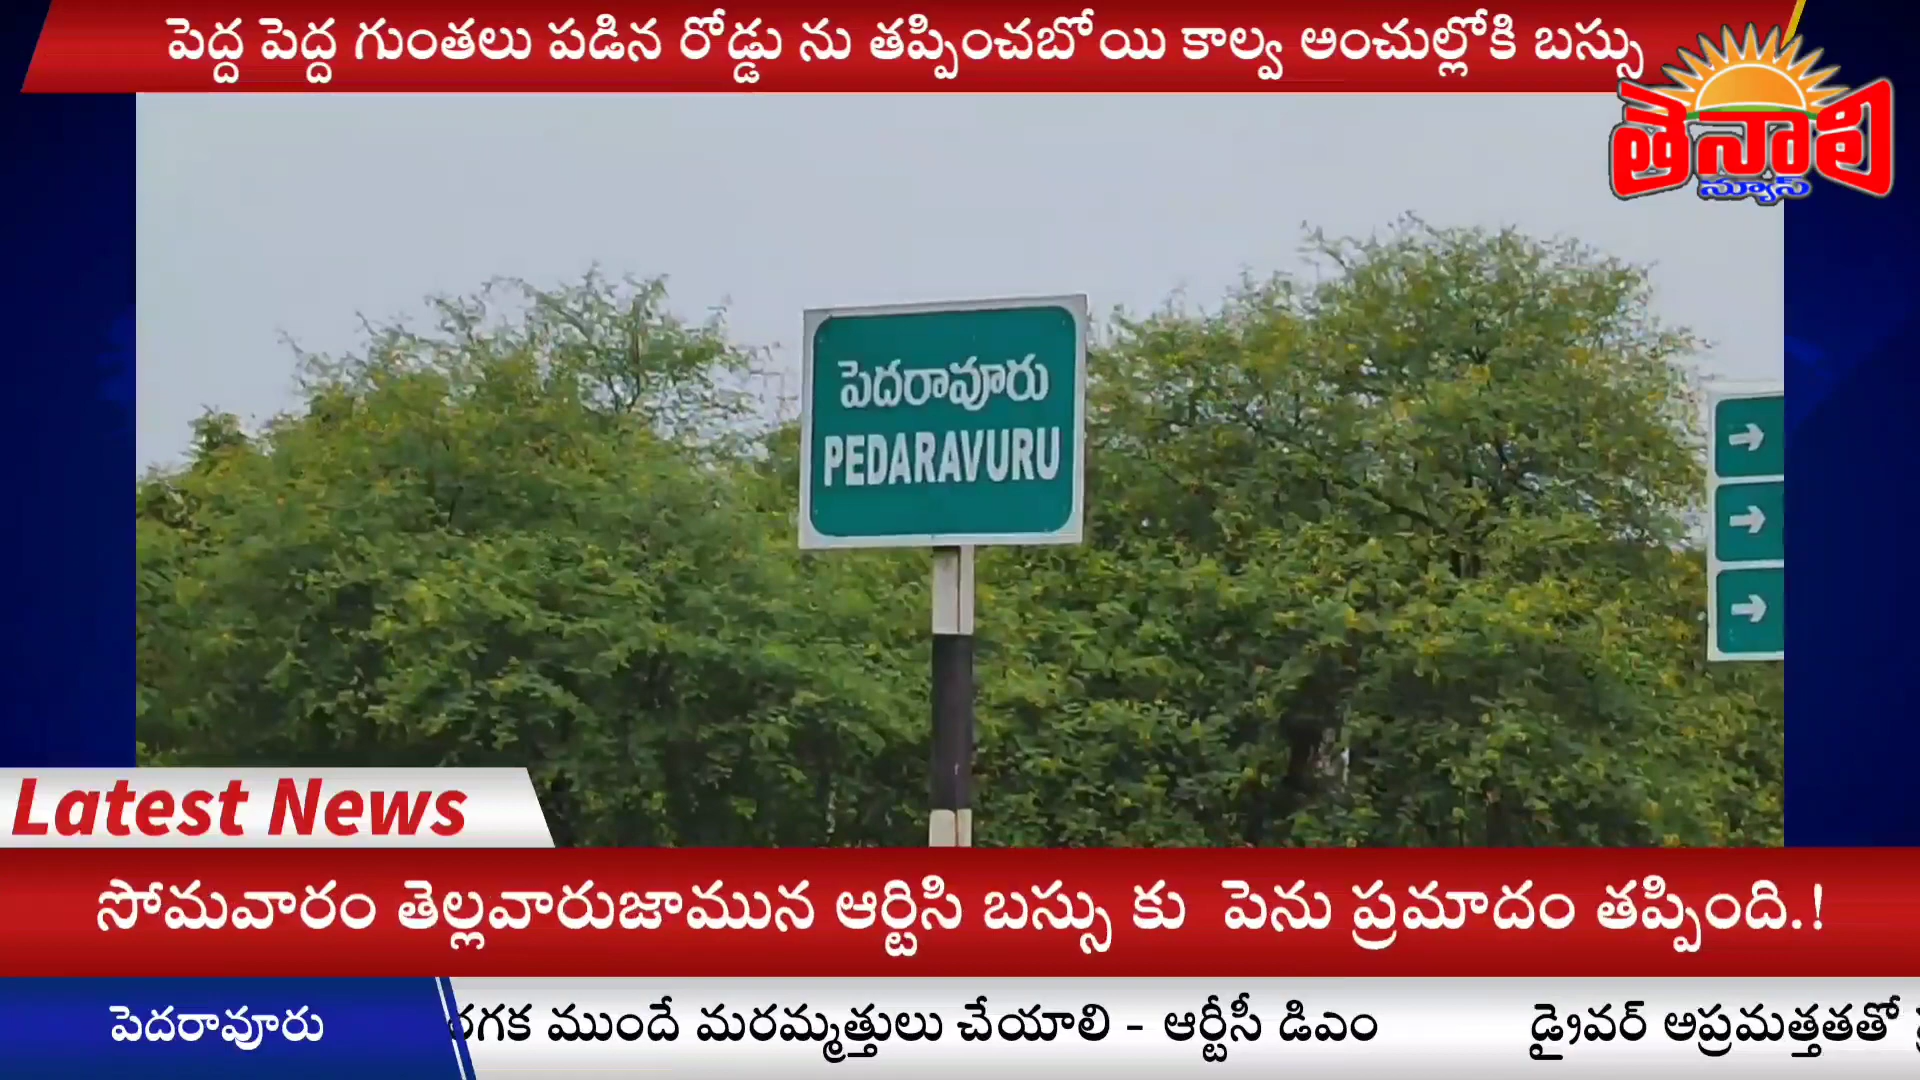 పెద్ద పెద్ద గుంతలు పడిన రోడ్డు ను తప్పించబోయి కాల్వ అంచుల్లోకి బస్సు
తెనాలి
న్యూస్
పెదరావూరు
PEDARAVURU
Latest News
సోమవారం తెల్లవారుజామున ఆర్టిసి బస్సు కు పెను ప్రమాదం తప్పింది.!
పెదరావూరు
ముందే మరమ్మత్తులు చేయాలి - ఆర్టీసీ డిఎం డ్రైవర్ అప్రమత్తతతో